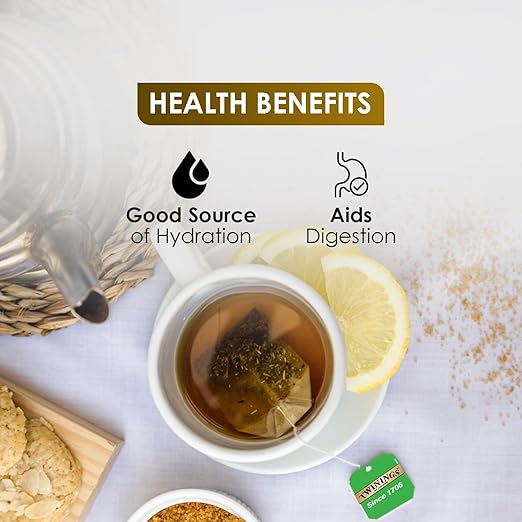 HEALTH BENEFITS
Good Source
of Hydration
Aids
Digestion
TWININGS
Since 1706